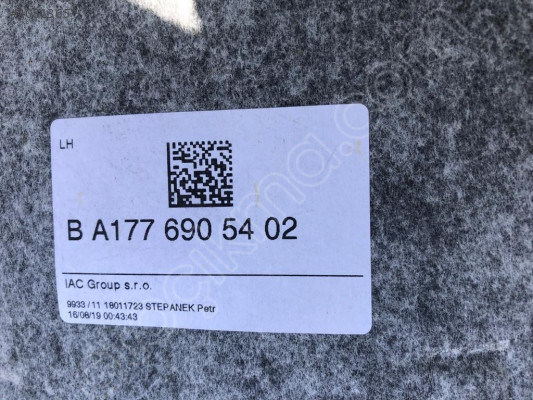 LH
B A177 690 54 02
IAC Group s.r.o.
9933 / 11 18011723 STEPANEK Petr
16/08/19 00:43:43